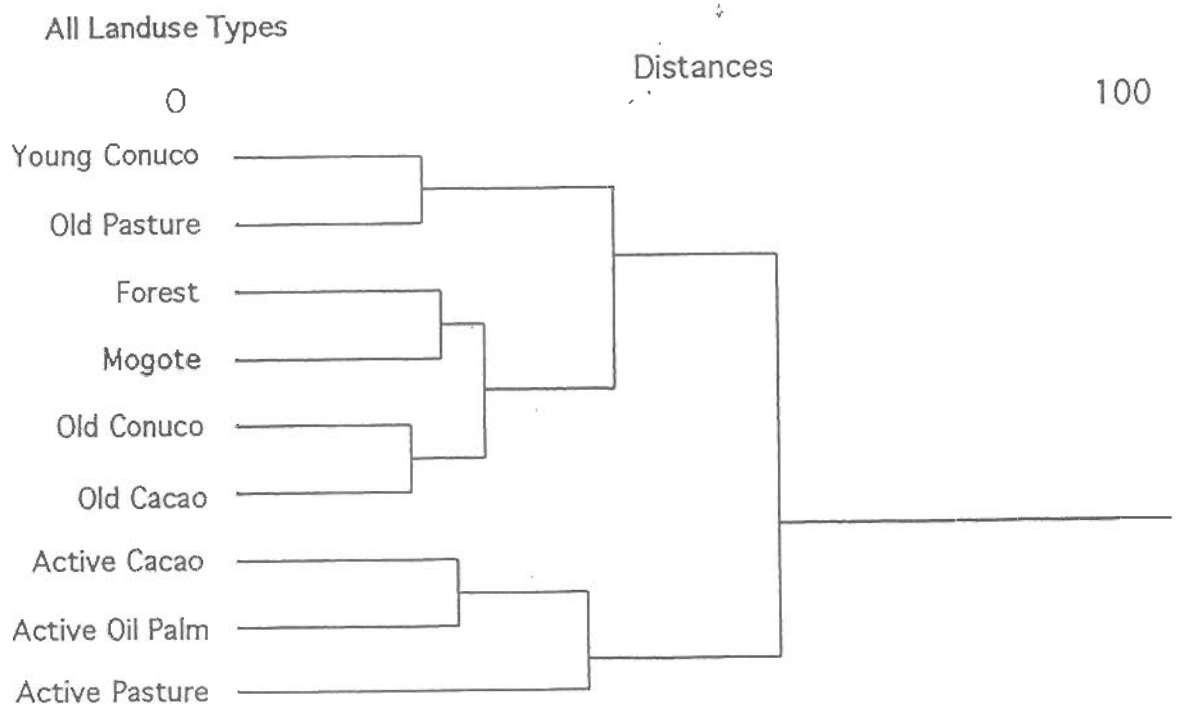 All Landuse Types
Distances
0
100
Young Conuco
Old Pasture
Forest
Mogote
Old Conuco
Old Cacao
Active Cacao
Active Oil Palm
Active Pasture